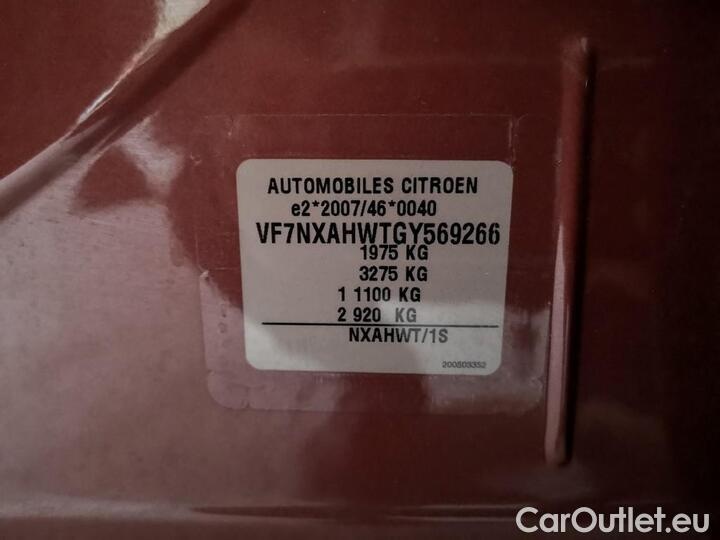 AUTOMOBILES CITROEN
e2*2007/46*0040
VF7NXAHWTGY569266
1975 KG
3275 KG
1 1100 KG
2 920 KG
NXAHWT/1S
200503352
CarOutlet.eu